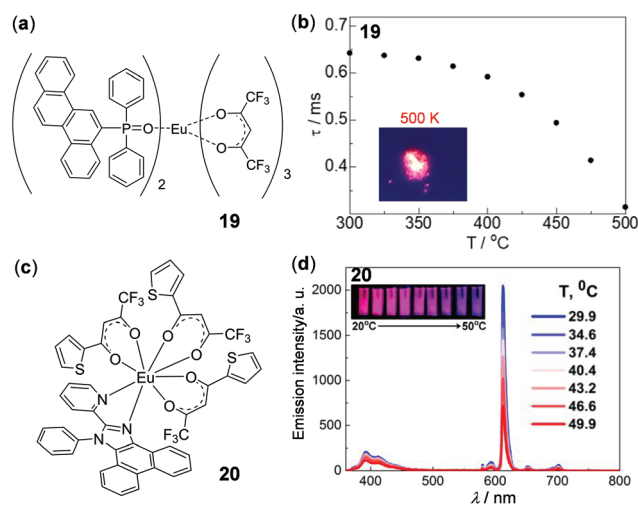 (a)
P=O
Eu
O
O
CF3
CF3
2
3
19
(b)
19
τ / ms
0.7
0.6
0.5
0.4
500 K
300 350 400 450 500
T / °C
(c)
S
CF3
S
CF3
O
O
O
O
Eu
O
O
S
N
N
N
CF3
F3C
20
(d)
20
Emission intensity/a. u.
2000
1500
1000
500
0
20°C
50°C
T, ⁰C
29.9
34.6
37.4
40.4
43.2
46.6
49.9
400 500 600 700 800
λ / nm